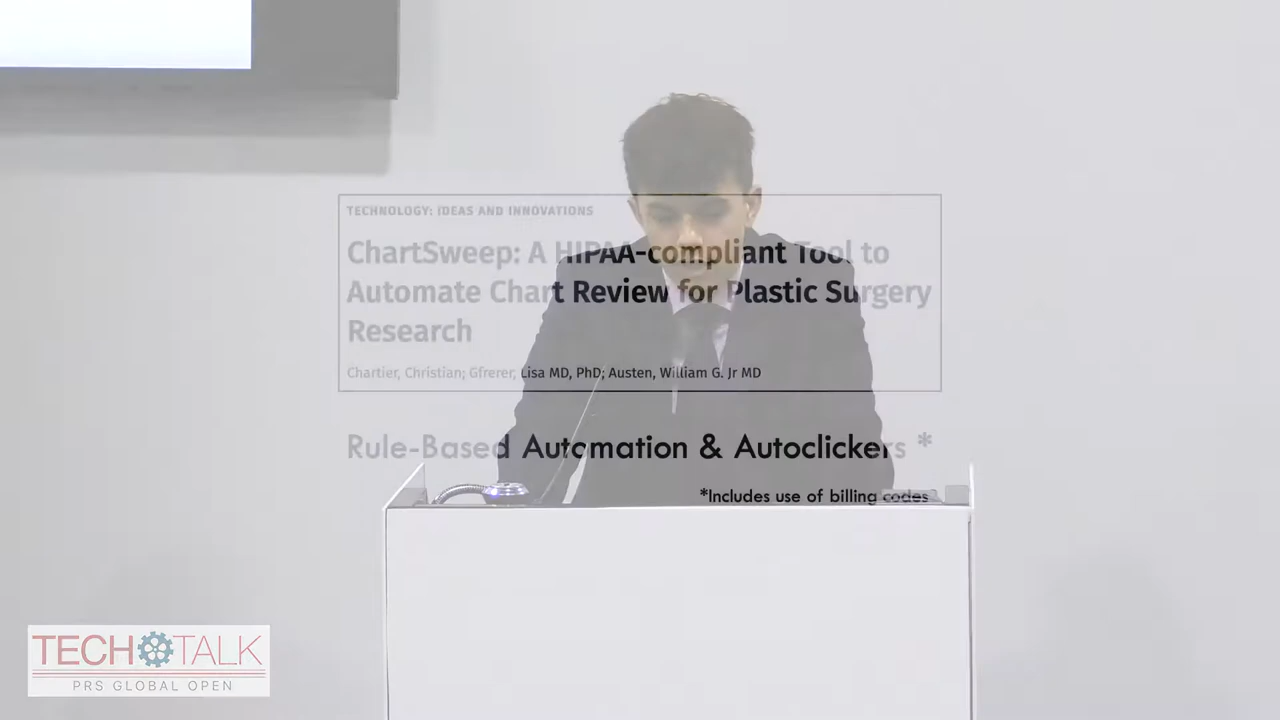 TECHNOLOGY: IDEAS AND INNOVATIONS
ChartSweep: A HIPAA-compliant Tool to
Automate Chart Review for Plastic Surgery
Research
Chartier, Christian; Gfrerer, Lisa MD, PhD; Austen, William G. Jr MD
Rule-Based Automation & Autoclickers *
*Includes use of billing codes
TECH TALK
PRS GLOBAL OPEN